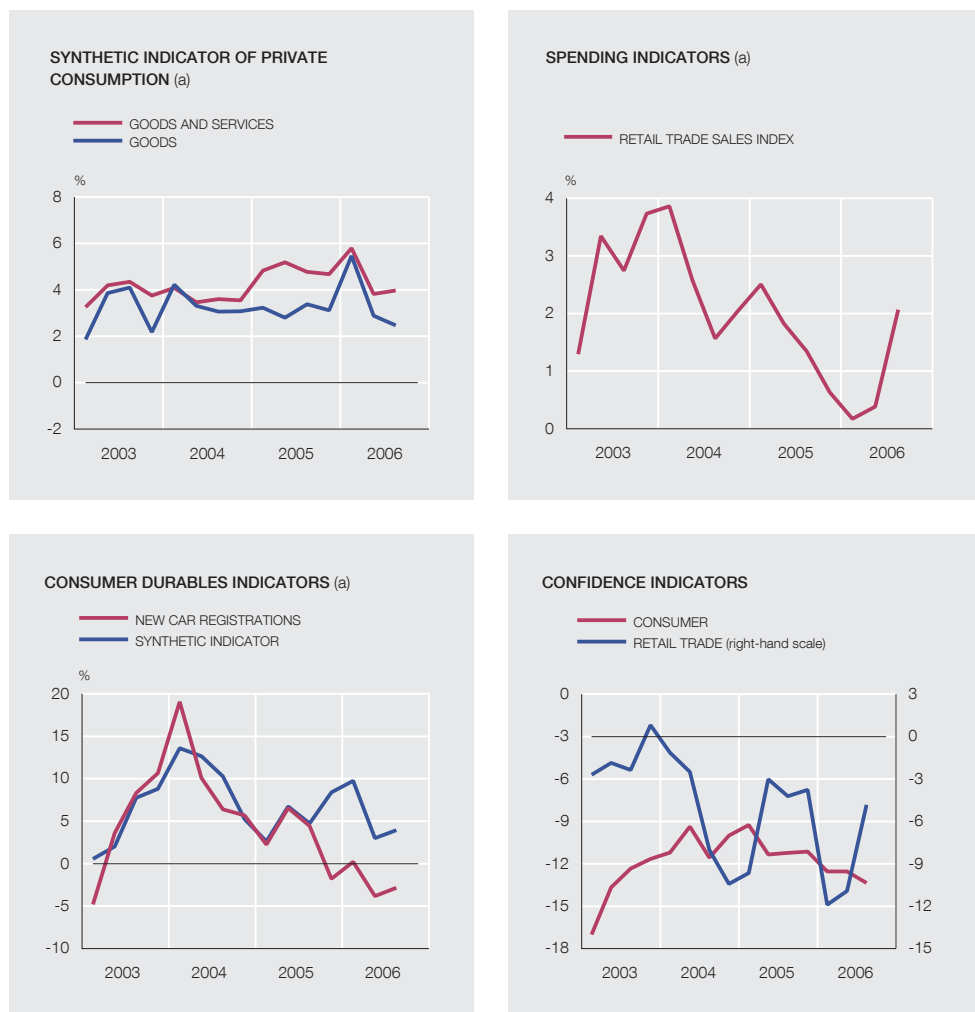 SYNTHETIC INDICATOR OF PRIVATE
CONSUMPTION (a)
GOODS AND SERVICES
GOODS
%
8
6
4
2
0
-2
2003 2004 2005 2006
SPENDING INDICATORS (a)
RETAIL TRADE SALES INDEX
%
4
3
2
1
0
2003 2004 2005 2006
CONSUMER DURABLES INDICATORS (a)
NEW CAR REGISTRATIONS
SYNTHETIC INDICATOR
%
20
15
10
5
0
-5
-10
2003 2004 2005 2006
CONFIDENCE INDICATORS
CONSUMER
RETAIL TRADE (right-hand scale)
0 3
-3 0
-6 -3
-9 -6
-12 -9
-15 -12
-18 -15
2003 2004 2005 2006